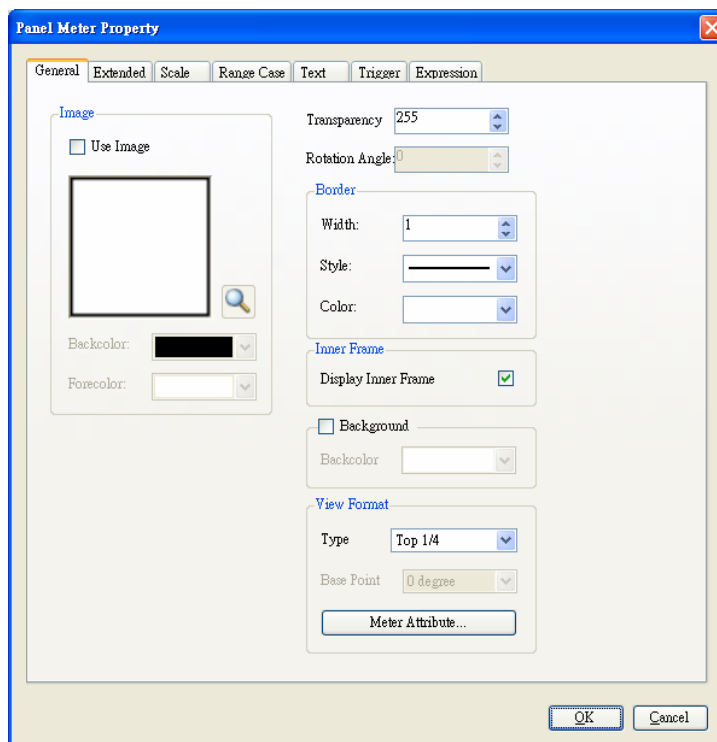 Panel Meter Property
General Extended Scale Range Case Text Trigger Expression
Image
Use Image
Backcolor:
Forecolor:
Transparency 255
Rotation Angle: 0
Border
Width: 1
Style:
Color:
Inner Frame
Display Inner Frame
Background
Backcolor
View Format
Type Top 1/4
Base Point 0 degree
Meter Attribute...
OK Cancel